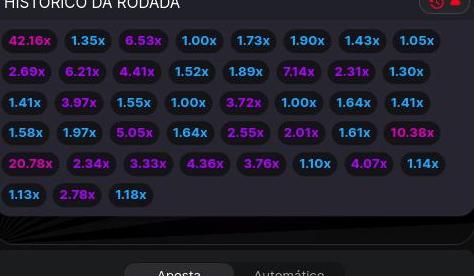 HISTÓRICO DA RODADA
42.16x 1.35x 6.53x 1.00x 1.73x 1.90x 1.43x 1.05x
2.69x 6.21x 4.41x 1.52x 1.89x 7.14x 2.31x 1.30x
1.41x 3.97x 1.55x 1.00x 3.72x 1.00x 1.64x 1.41x
1.58x 1.97x 5.05x 1.64x 2.55x 2.01x 1.61x 10.38x
20.78x 2.34x 3.33x 4.36x 3.76x 1.10x 4.07x 1.14x
1.13x 2.78x 1.18x
Aposta Automático